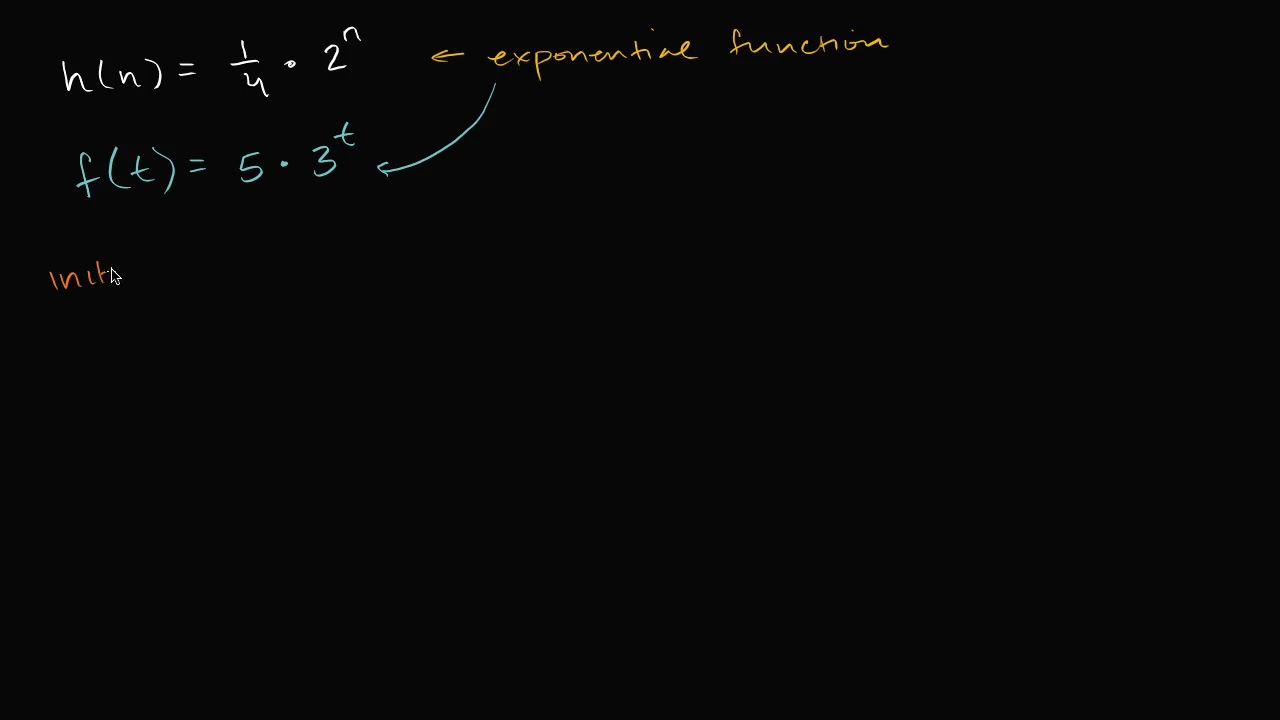 h(n) = 1/4 · 2^n ← exponential function
f(t) = 5 · 3^t
init